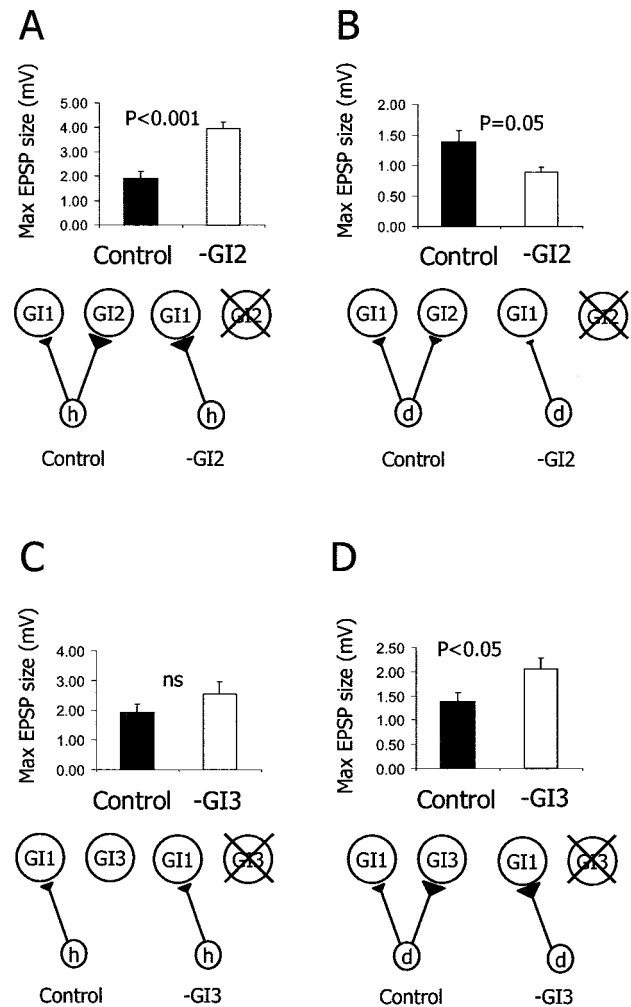 A
Max EPSP size (mV)
5.00
4.00
3.00
2.00
1.00
0.00
P<0.001
Control -GI2
GI1 GI2 GI1 GI2
h h
Control -GI2
B
Max EPSP size (mV)
2.00
1.50
1.00
0.50
0.00
P=0.05
Control -GI2
GI1 GI2 GI1 GI2
d d
Control -GI2
C
Max EPSP size (mV)
4.00
3.00
2.00
1.00
0.00
ns
Control -GI3
GI1 GI3 GI1 GI3
h h
Control -GI3
D
Max EPSP size (mV)
2.50
2.00
1.50
1.00
0.50
0.00
P<0.05
Control -GI3
GI1 GI3 GI1 GI3
d d
Control -GI3